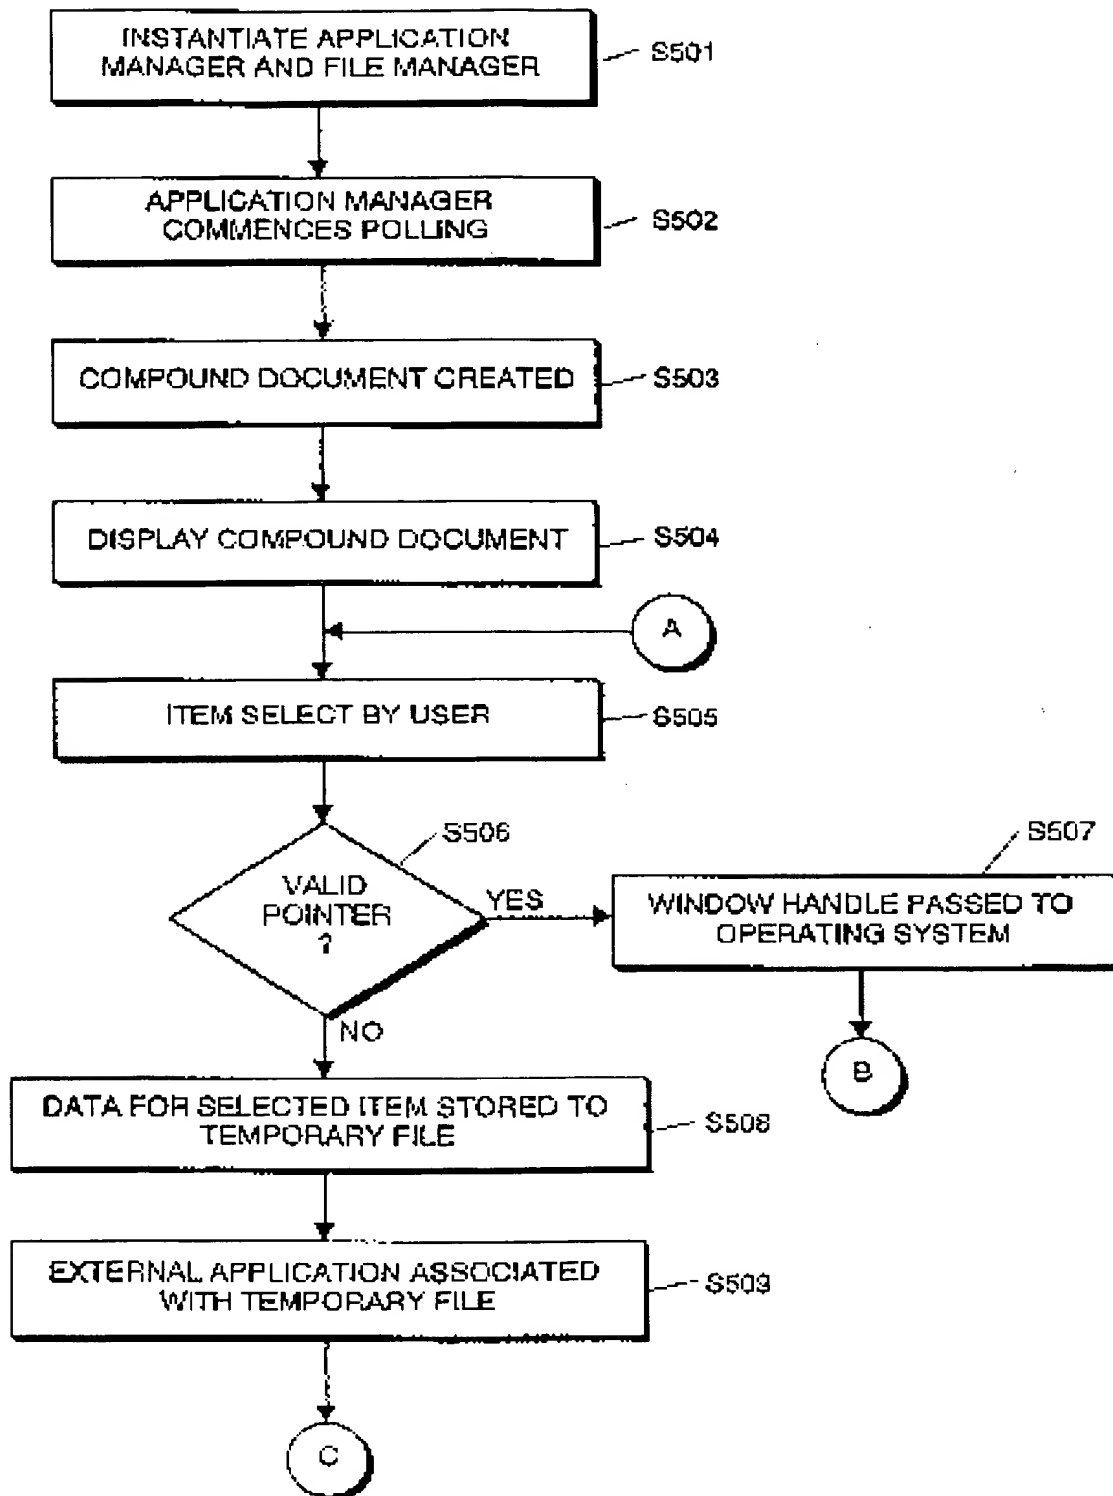 INSTANTIATE APPLICATION
MANAGER AND FILE MANAGER
S501
APPLICATION MANAGER
COMMENCES POLLING
S502
COMPOUND DOCUMENT CREATED
S503
DISPLAY COMPOUND DOCUMENT
S504
A
ITEM SELECT BY USER
S505
S506
VALID
POINTER
?
YES
S507
WINDOW HANDLE PASSED TO
OPERATING SYSTEM
B
NO
DATA FOR SELECTED ITEM STORED TO
TEMPORARY FILE
S508
EXTERNAL APPLICATION ASSOCIATED
WITH TEMPORARY FILE
S509
C